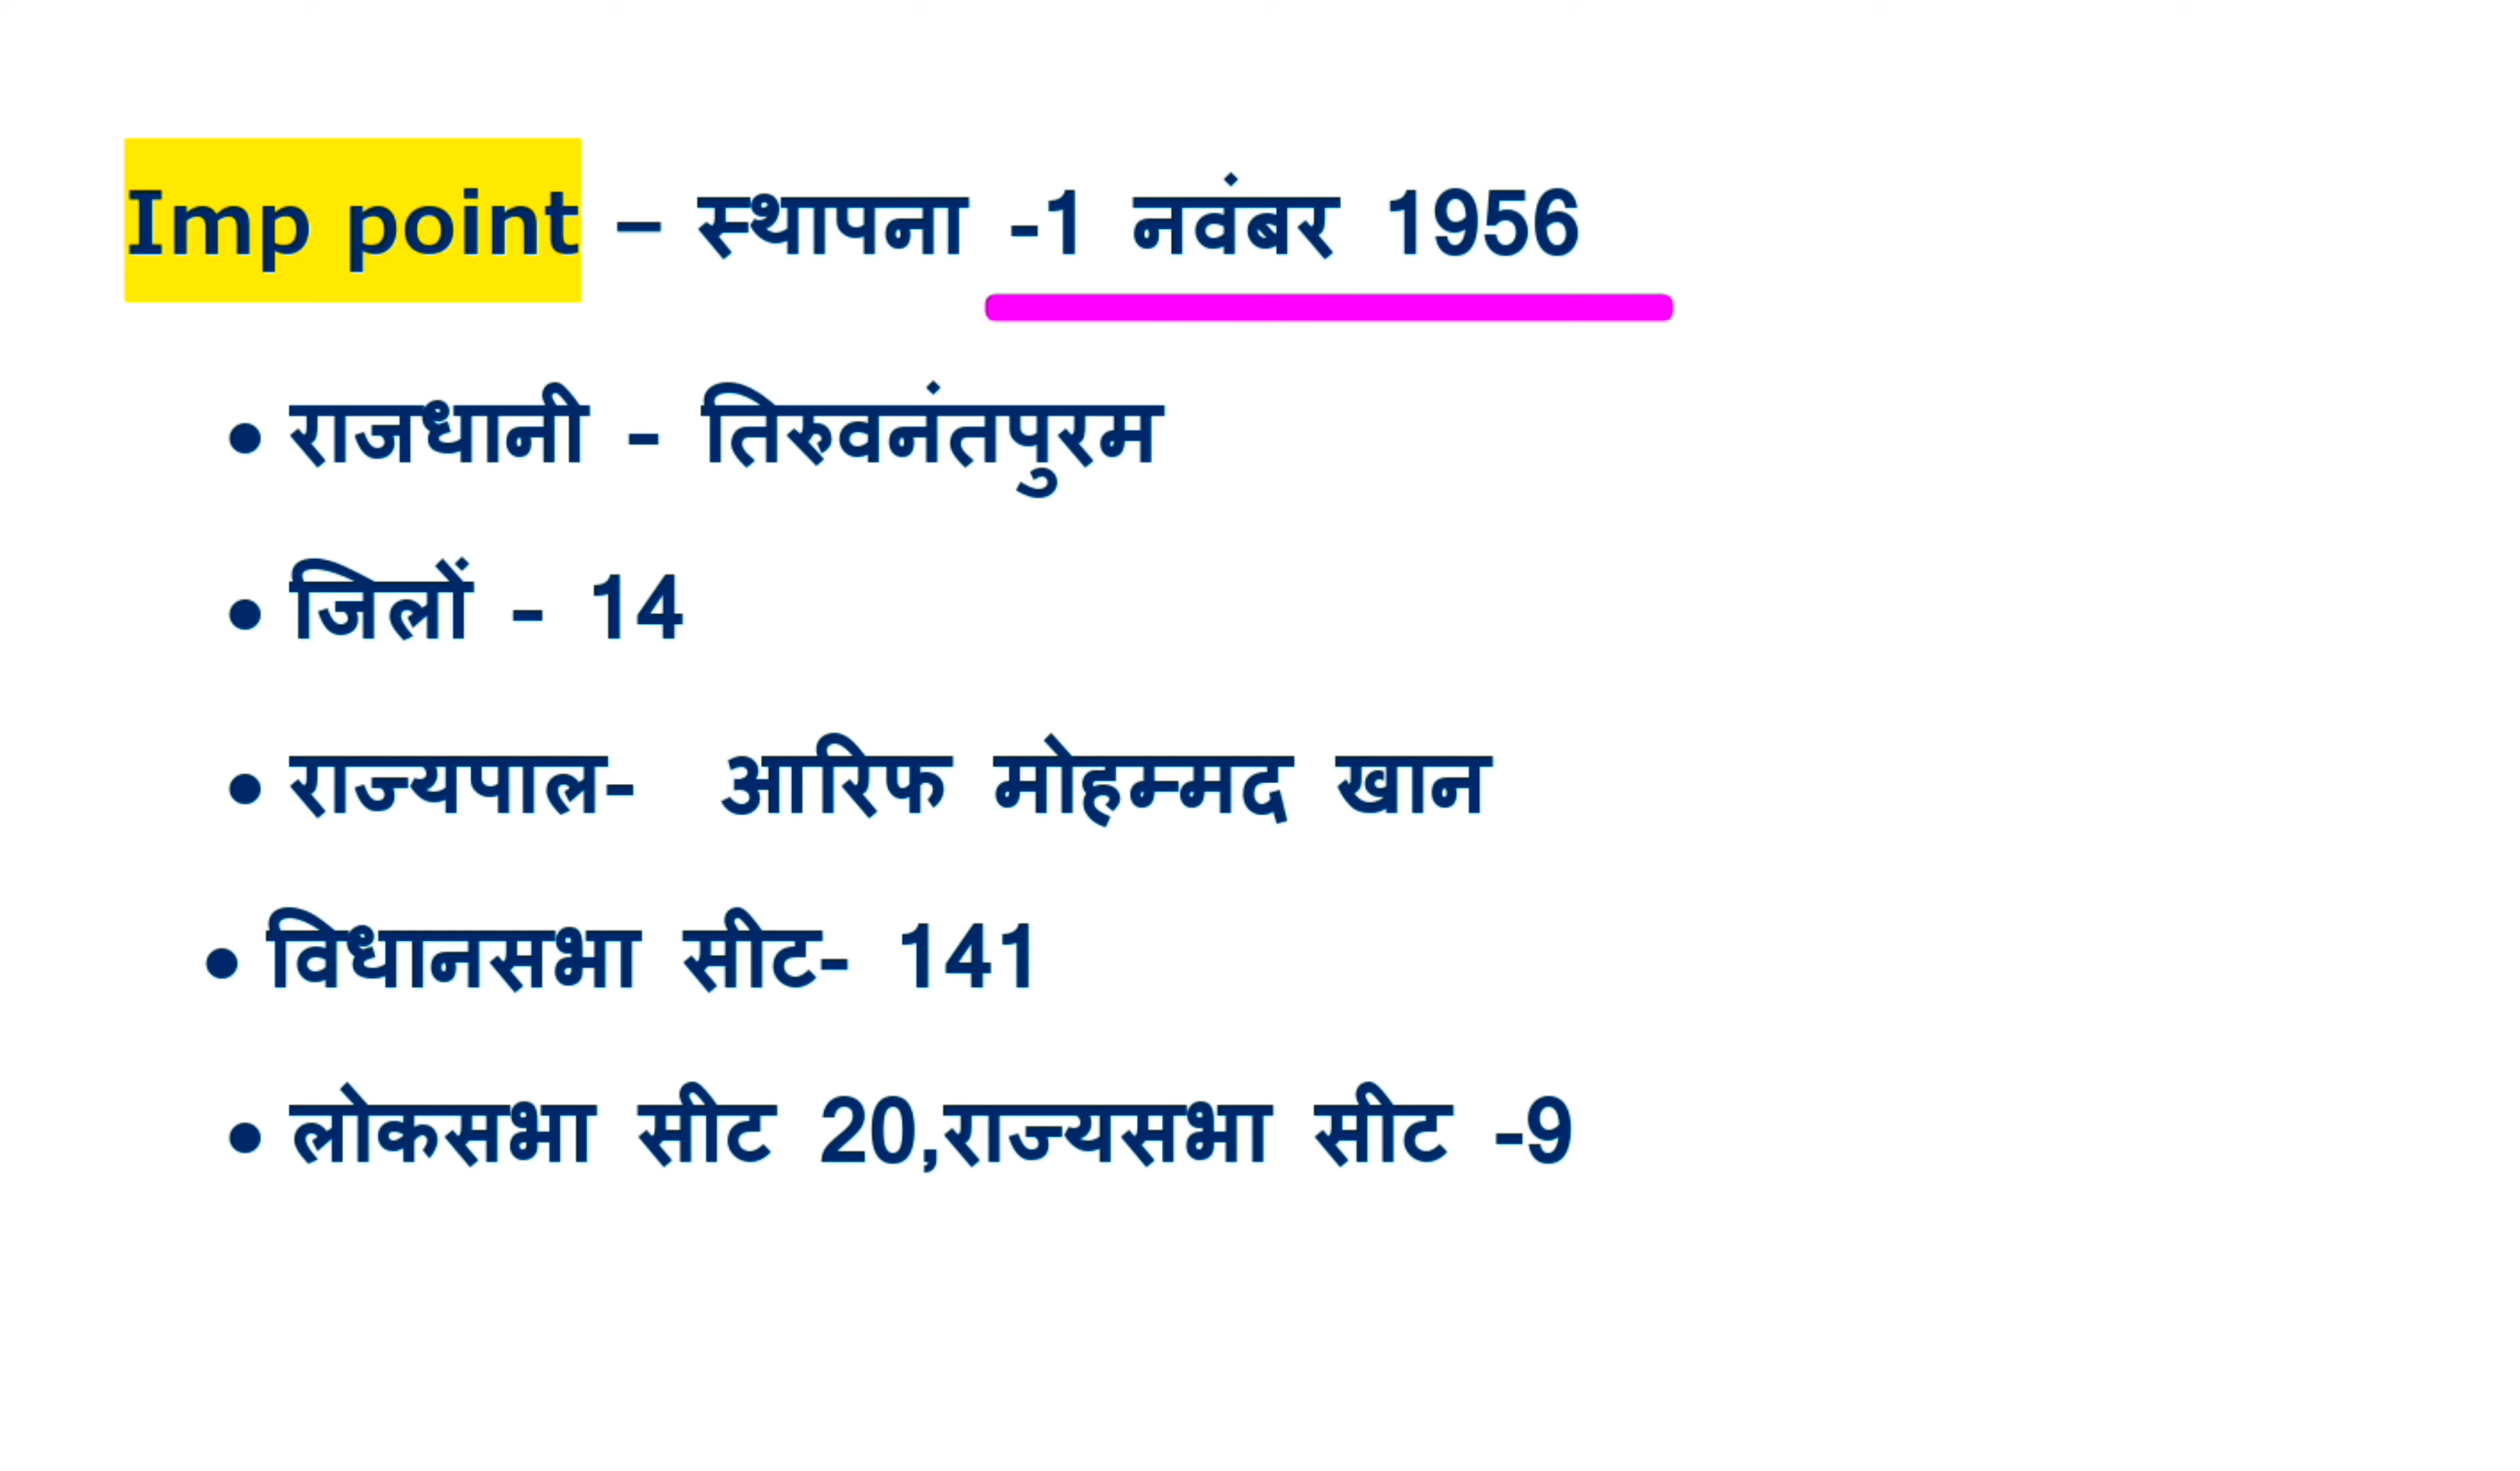 Imp point – स्थापना -1 नवंबर 1956
• राजधानी - तिरुवनंतपुरम
• जिलों - 14
• राज्यपाल- आरिफ मोहम्मद खान
• विधानसभा सीट- 141
• लोकसभा सीट 20,राज्यसभा सीट -9